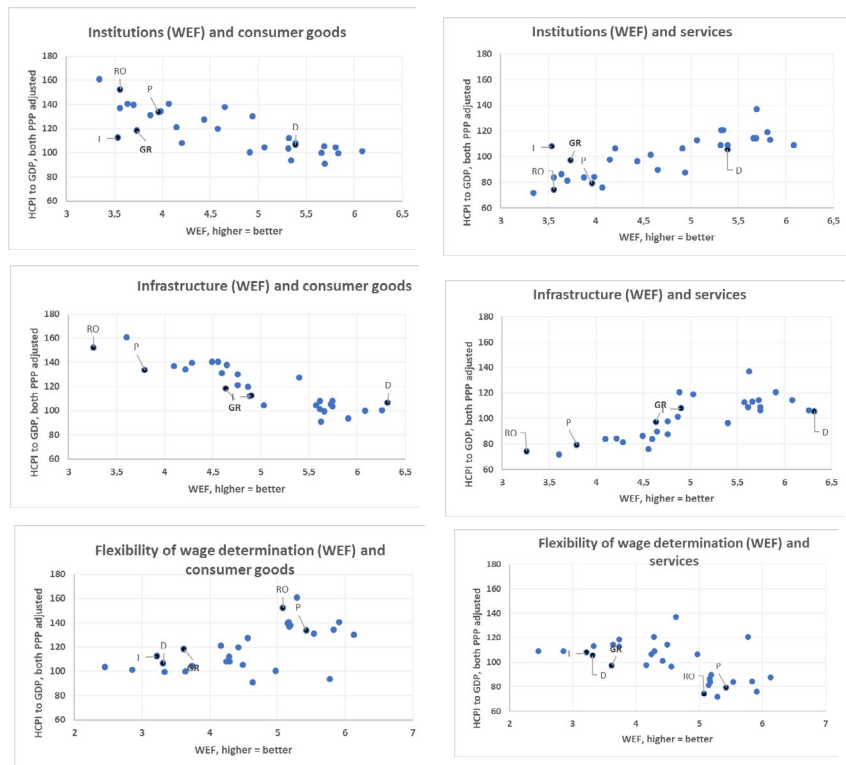 Institutions (WEF) and consumer goods
HCPI to GDP, both PPP adjusted
180
160
140
120
100
80
60
RO
P
I
GR
D
3
3,5
4
4,5
5
5,5
6
6,5
WEF, higher = better
Institutions (WEF) and services
HCPI to GDP, both PPP adjusted
180
160
140
120
100
80
60
I
GR
RO
P
D
3
3,5
4
4,5
5
5,5
6
6,5
WEF, higher = better
Infrastructure (WEF) and consumer goods
HCPI to GDP, both PPP adjusted
180
160
140
120
100
80
60
RO
P
I
GR
D
3
3,5
4
4,5
5
5,5
6
6,5
WEF, higher = better
Infrastructure (WEF) and services
HCPI to GDP, both PPP adjusted
180
160
140
120
100
80
60
RO
P
GR
I
D
3
3,5
4
4,5
5
5,5
6
6,5
WEF, higher = better
Flexibility of wage determination (WEF) and
consumer goods
HCPI to GDP, both PPP adjusted
180
160
140
120
100
80
60
RO
P
I
D
GR
2
3
4
5
6
7
WEF, higher = better
Flexibility of wage determination (WEF) and
services
HCPI to GDP, both PPP adjusted
180
160
140
120
100
80
60
I
D
GR
RO
P
2
3
4
5
6
7
WEF, higher = better